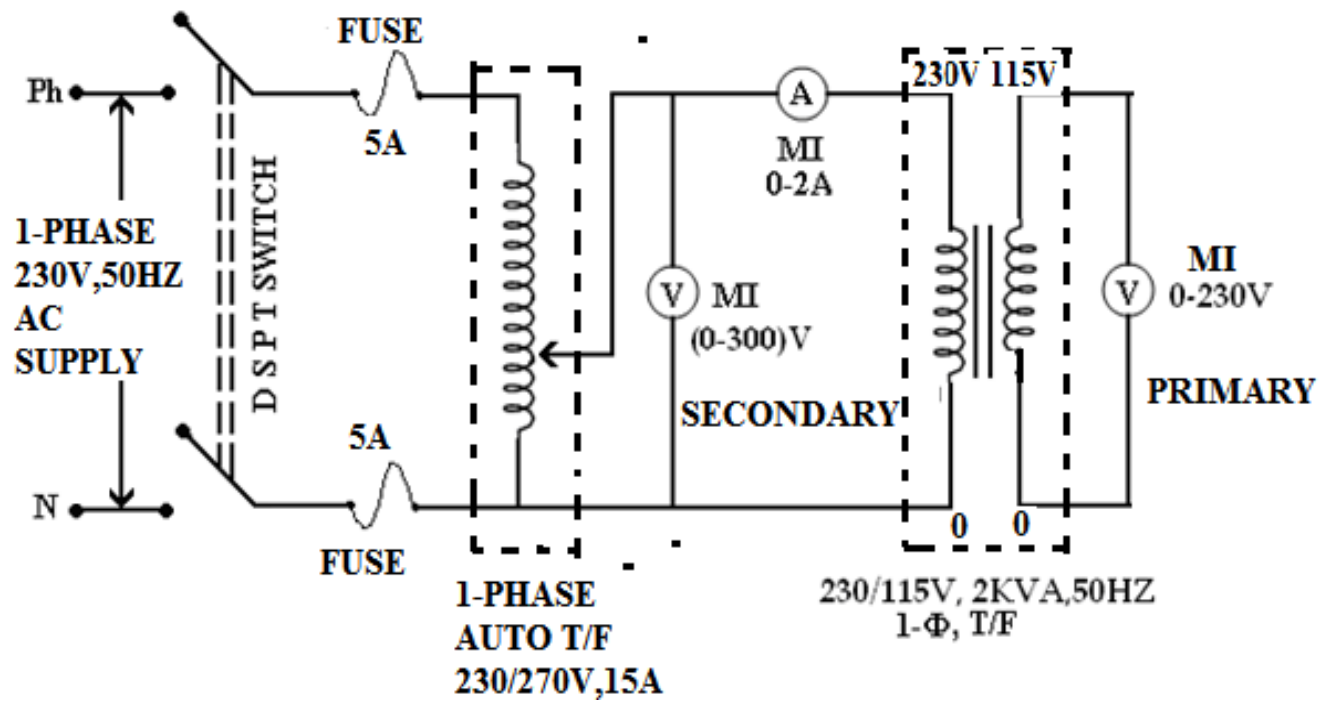 FUSE
5A
Ph
1-PHASE
230V,50HZ
AC
SUPPLY
N
D S P T SWITCH
5A
FUSE
1-PHASE
AUTO T/F
230/270V,15A
A
MI
0-2A
V
MI
(0-300)V
SECONDARY
230V 115V
0 0
230/115V, 2KVA,50HZ
1-Φ, T/F
V
MI
0-230V
PRIMARY